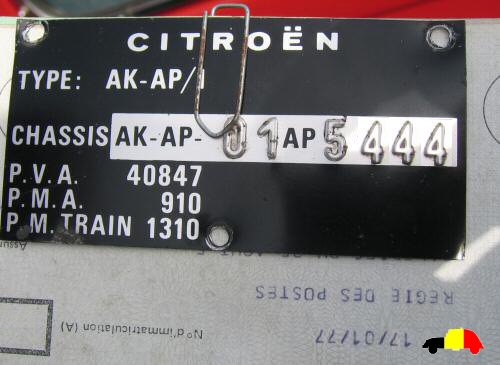 CITROËN
TYPE: AK-AP/1
CHASSIS AK-AP- 01 AP 5444
P.V.A. 40847
P.M.A. 910
P.M. TRAIN 1310
REGIE DES POSTES
17/01/77
N° d'immatriculation (A)